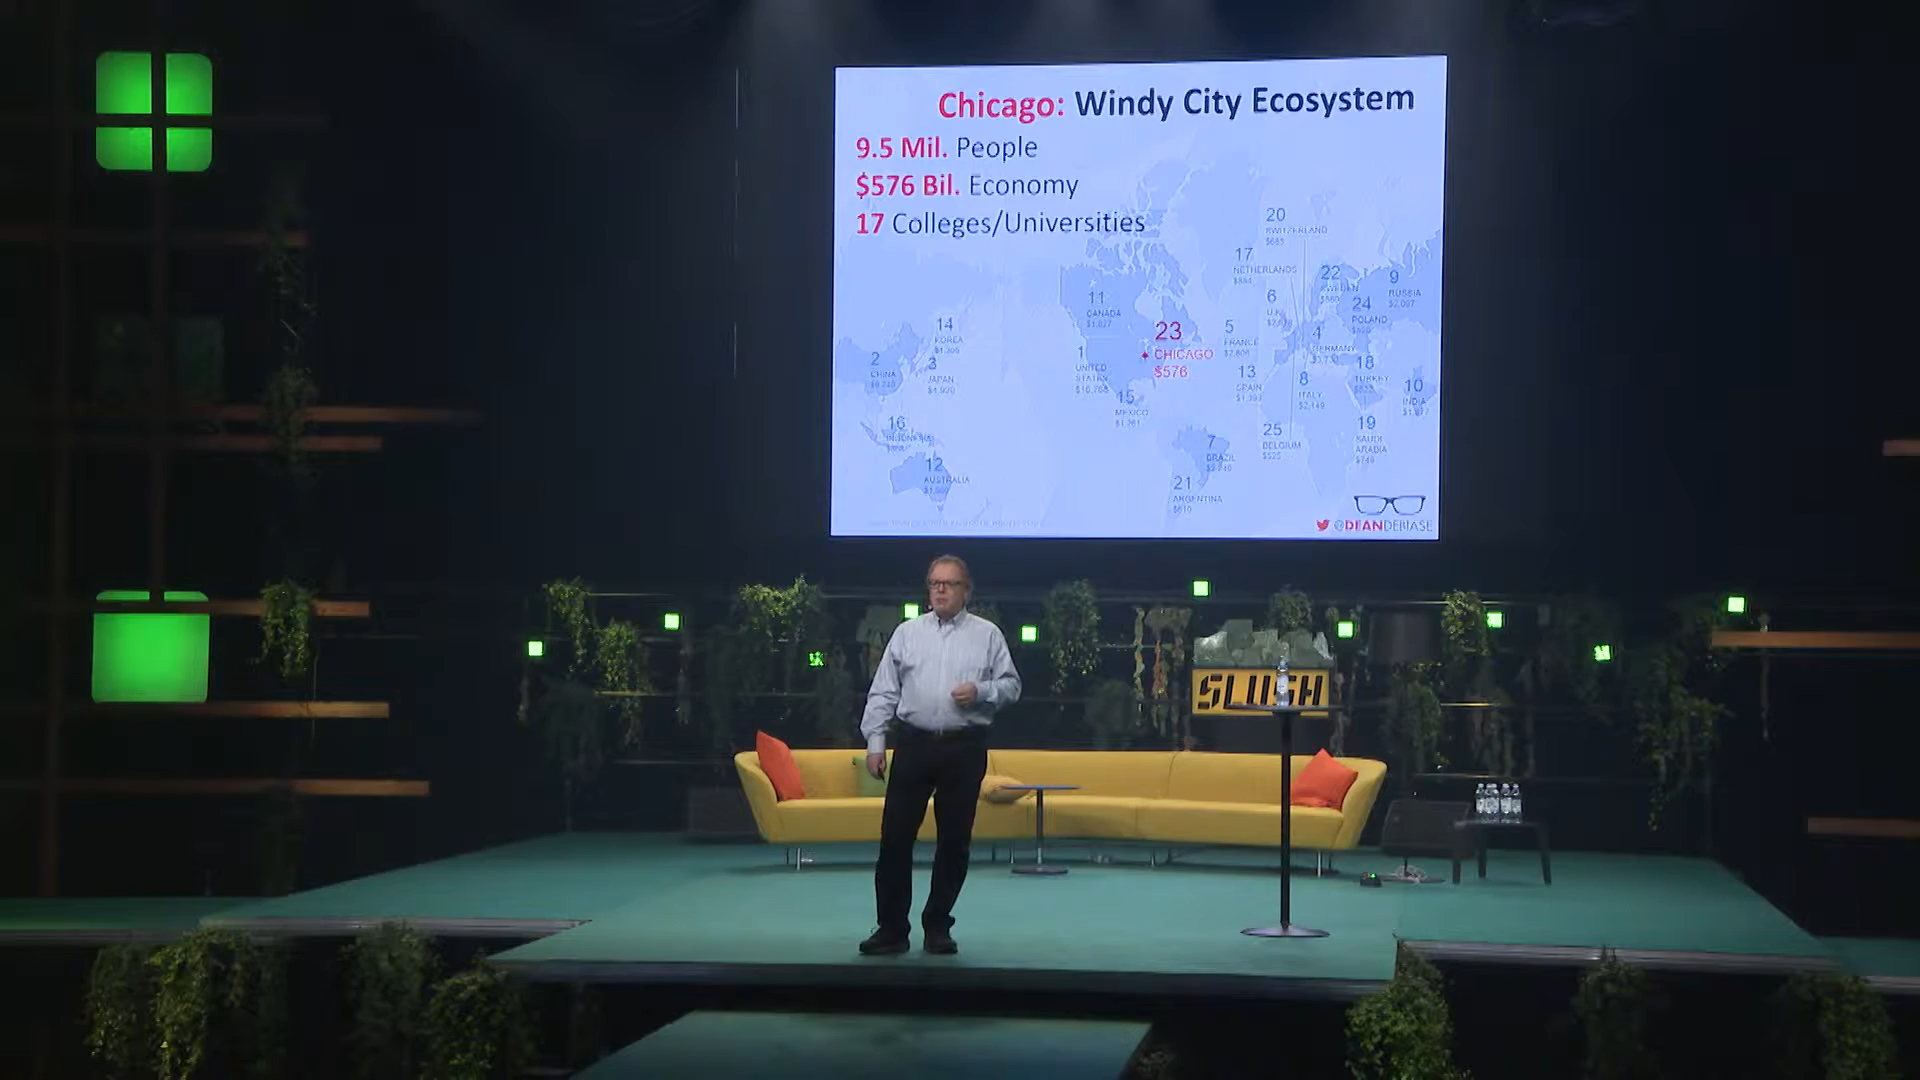 Chicago: Windy City Ecosystem
9.5 Mil. People
$576 Bil. Economy
17 Colleges/Universities
20
SWITZERLAND
17
NETHERLANDS
22
SWEDEN
9
RUSSIA
11
CANADA
6
U.K.
24
POLAND
14
KOREA
23
CHICAGO
$576
5
FRANCE
4
GERMANY
2
CHINA
3
JAPAN
1
UNITED
STATES
13
SPAIN
8
ITALY
18
TURKEY
10
INDIA
15
MEXICO
16
INDONESIA
7
BRAZIL
25
BELGIUM
19
SAUDI
ARABIA
12
AUSTRALIA
21
ARGENTINA
@DEANDEBIASE
SLUSH